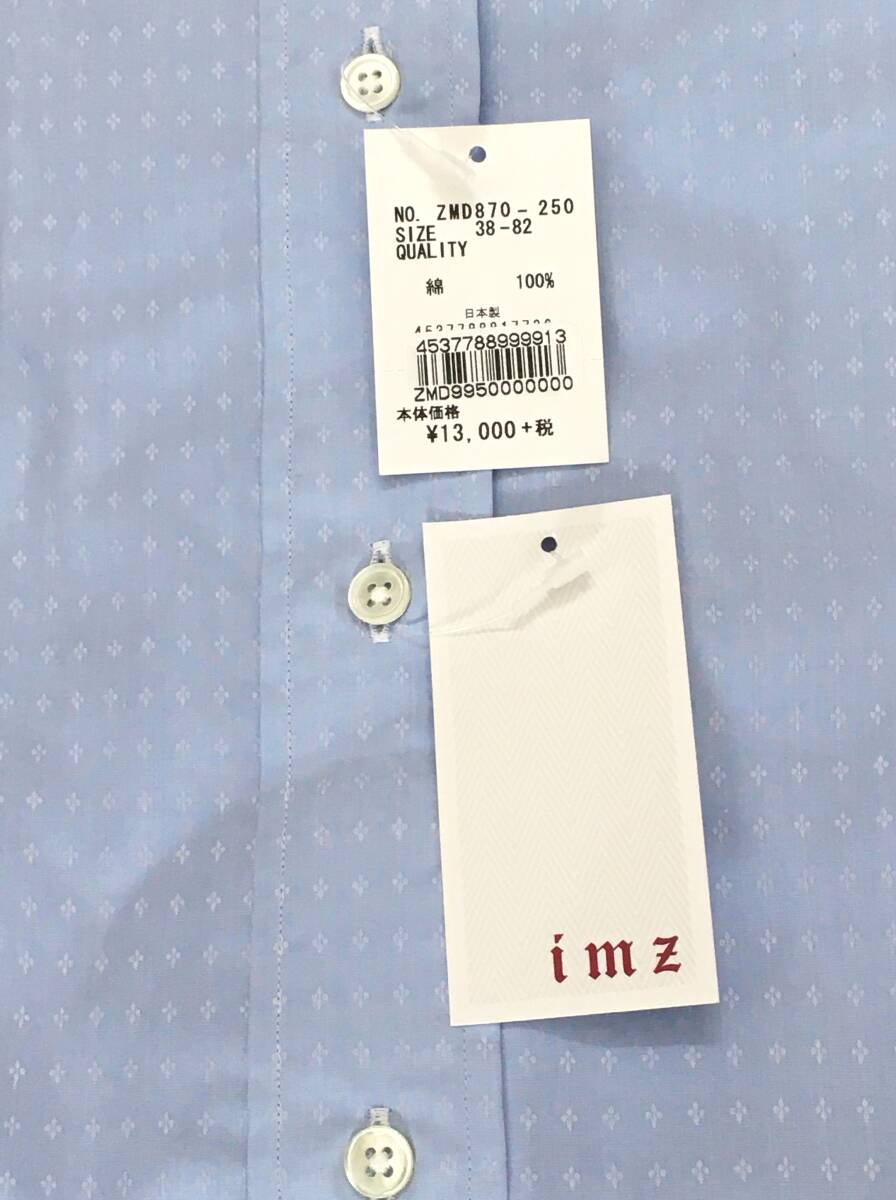 NO. ZMD870-250
SIZE 38-82
QUALITY
綿 100%
日本製
4537788999913
ZMD9950000000
本体価格
¥13,000+税
imz